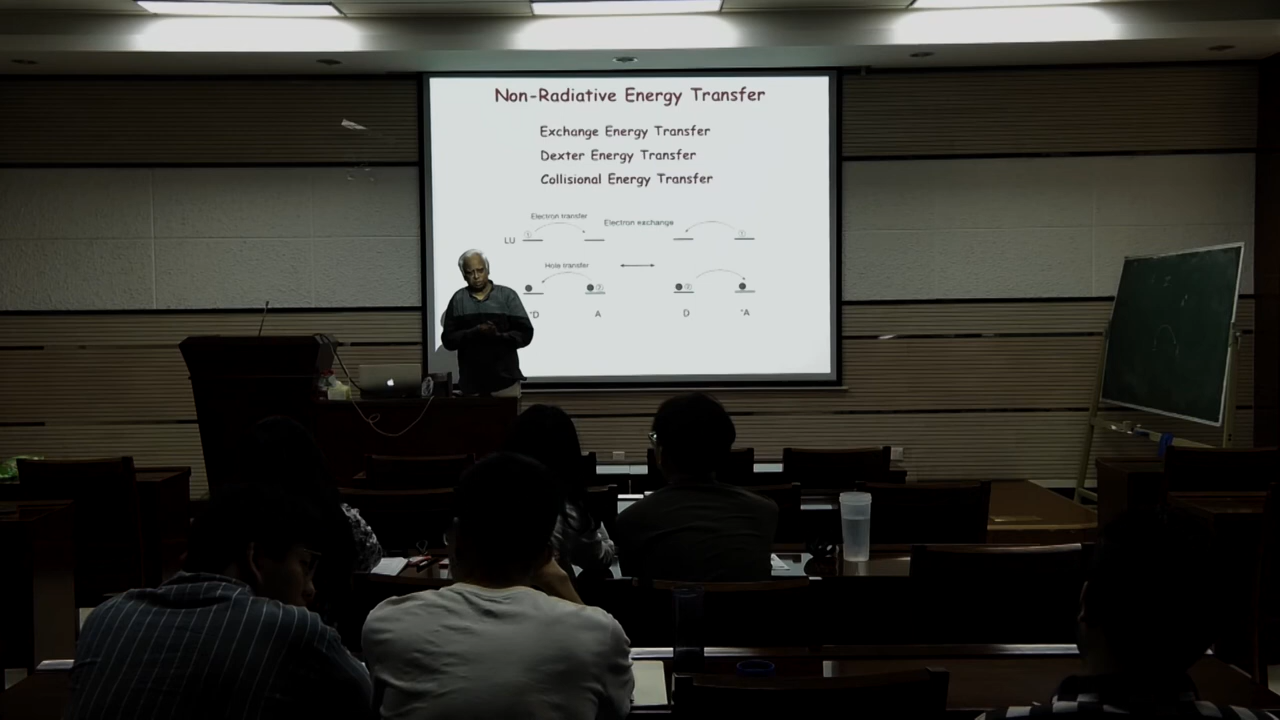 Non-Radiative Energy Transfer
Exchange Energy Transfer
Dexter Energy Transfer
Collisional Energy Transfer
Electron transfer
Electron exchange
LU
Hole transfer
*D
A
D
*A